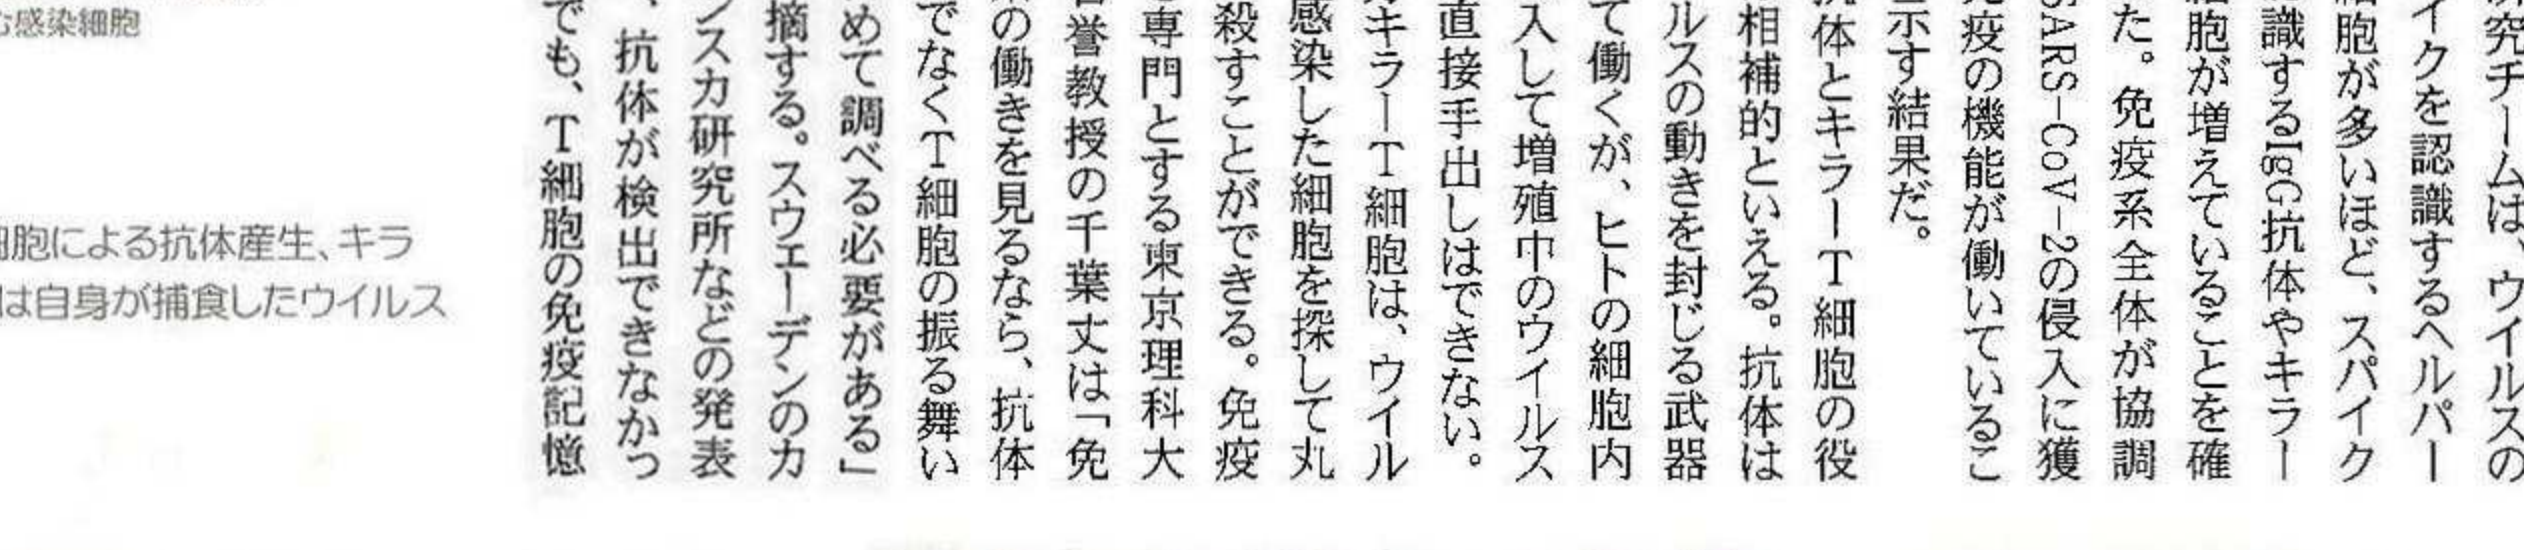 研究チームは、ウイルスの
イクを認識するヘルパー
細胞が多いほど、スパイク
識するIgG抗体やキラー
細胞が増えていることを確
た。免疫系全体が協調
SARS-CoV-2の侵入に獲
免疫の機能が働いているこ
示す結果だ。
抗体とキラーT細胞の役
相補的といえる。抗体は
ルスの動きを封じる武器
て働くが、ヒトの細胞内
入して増殖中のウイルス
直接手出しはできない。
キラーT細胞は、ウイル
感染した細胞を探して丸
殺すことができる。免疫
専門とする東京理科大
誉教授の千葉丈は「免
の働きを見るなら、抗体
でなくT細胞の振る舞い
めて調べる必要がある」
摘する。スウェーデンのカ
ンスカ研究所などの発表
、抗体が検出できなかっ
でも、T細胞の免疫記憶
感染細胞
胞による抗体産生、キラ
は自身が捕食したウイルス